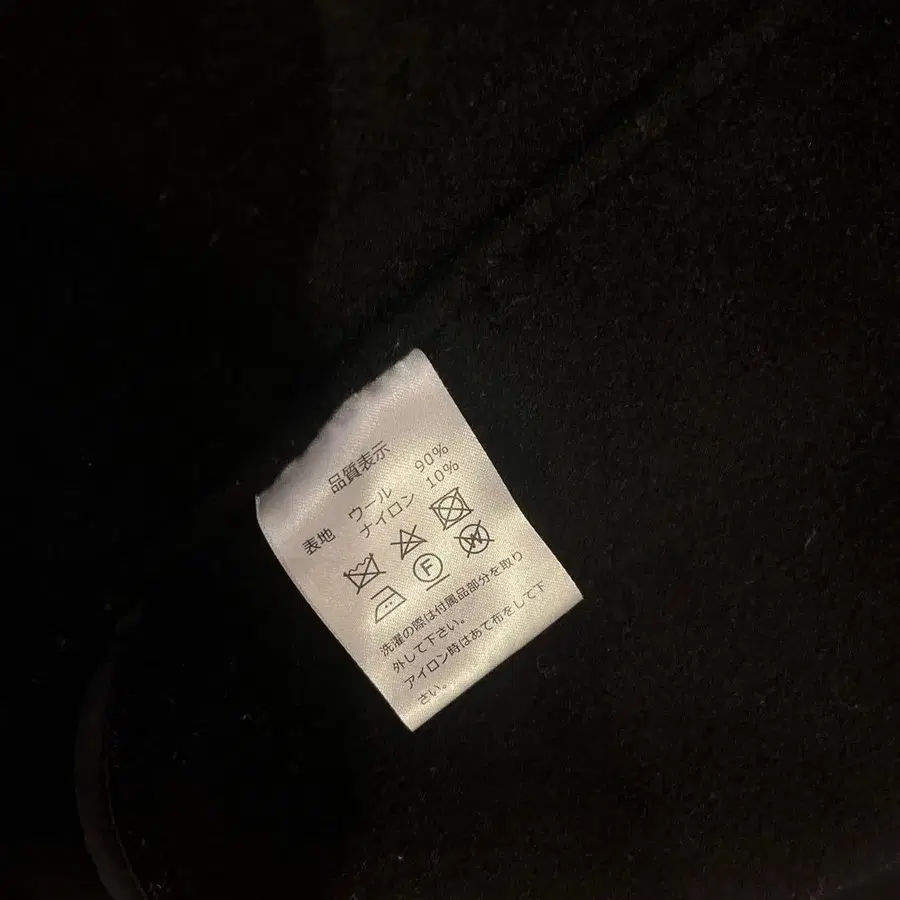 品質表示
表地 ウール 90%
ナイロン 10%
F
W
洗濯の際は付属品部分を取り
外して下さい。
アイロン時はあて布をして下
さい。